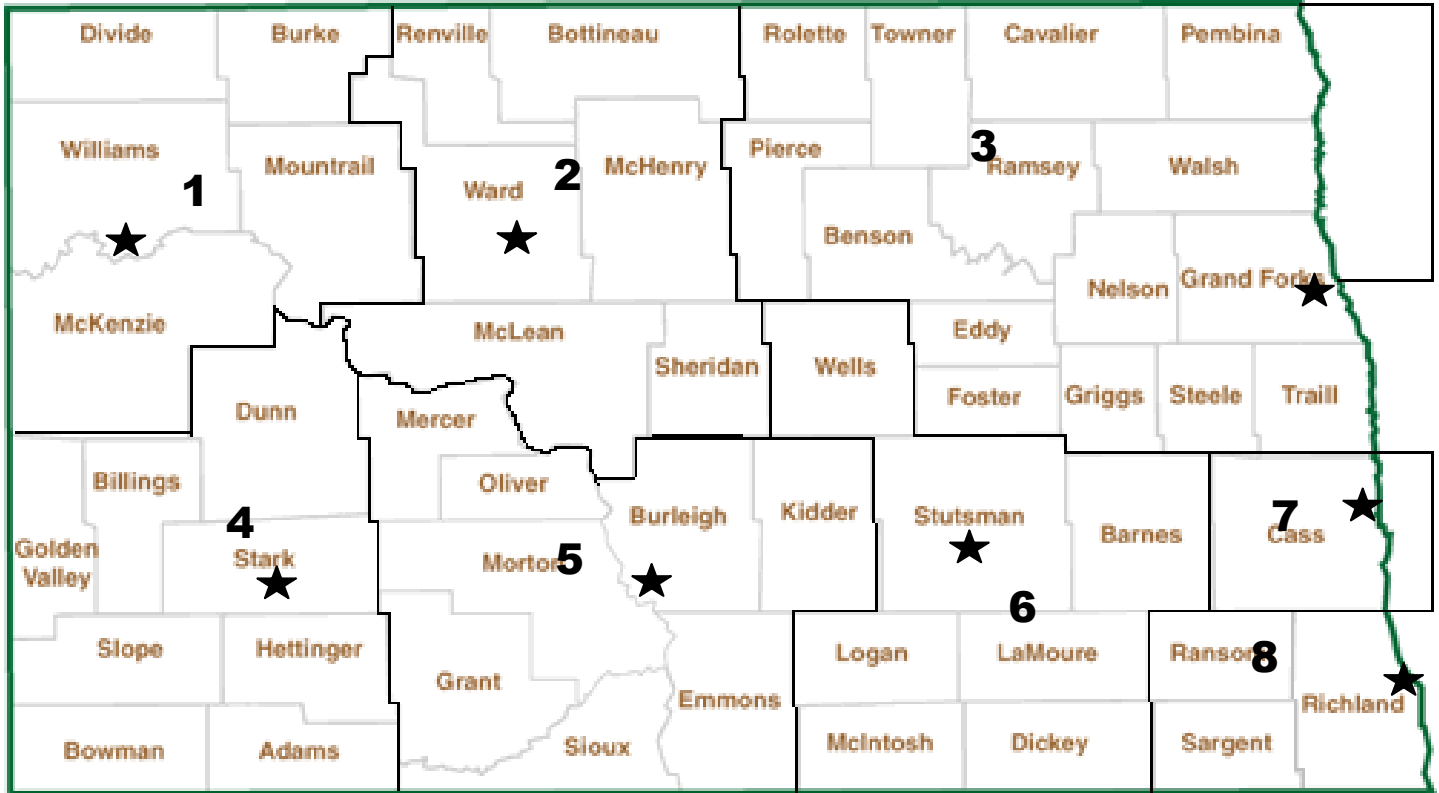 Divide
Burke
Renville
Bottineau
Rolette
Towner
Cavalier
Pembina
Williams
Mountrail
Ward
McHenry
Pierce
Ramsey
Walsh
1
2
3
Benson
Nelson
Grand Forks
McKenzie
McLean
Sheridan
Wells
Eddy
Foster
Griggs
Steele
Traill
Dunn
Mercer
Oliver
Billings
Golden
Valley
Stark
4
Morton
5
Burleigh
Kidder
Stutsman
Barnes
Cass
7
6
Slope
Hettinger
Grant
Emmons
Logan
LaMoure
Ransom
8
Richland
Bowman
Adams
Sioux
McIntosh
Dickey
Sargent